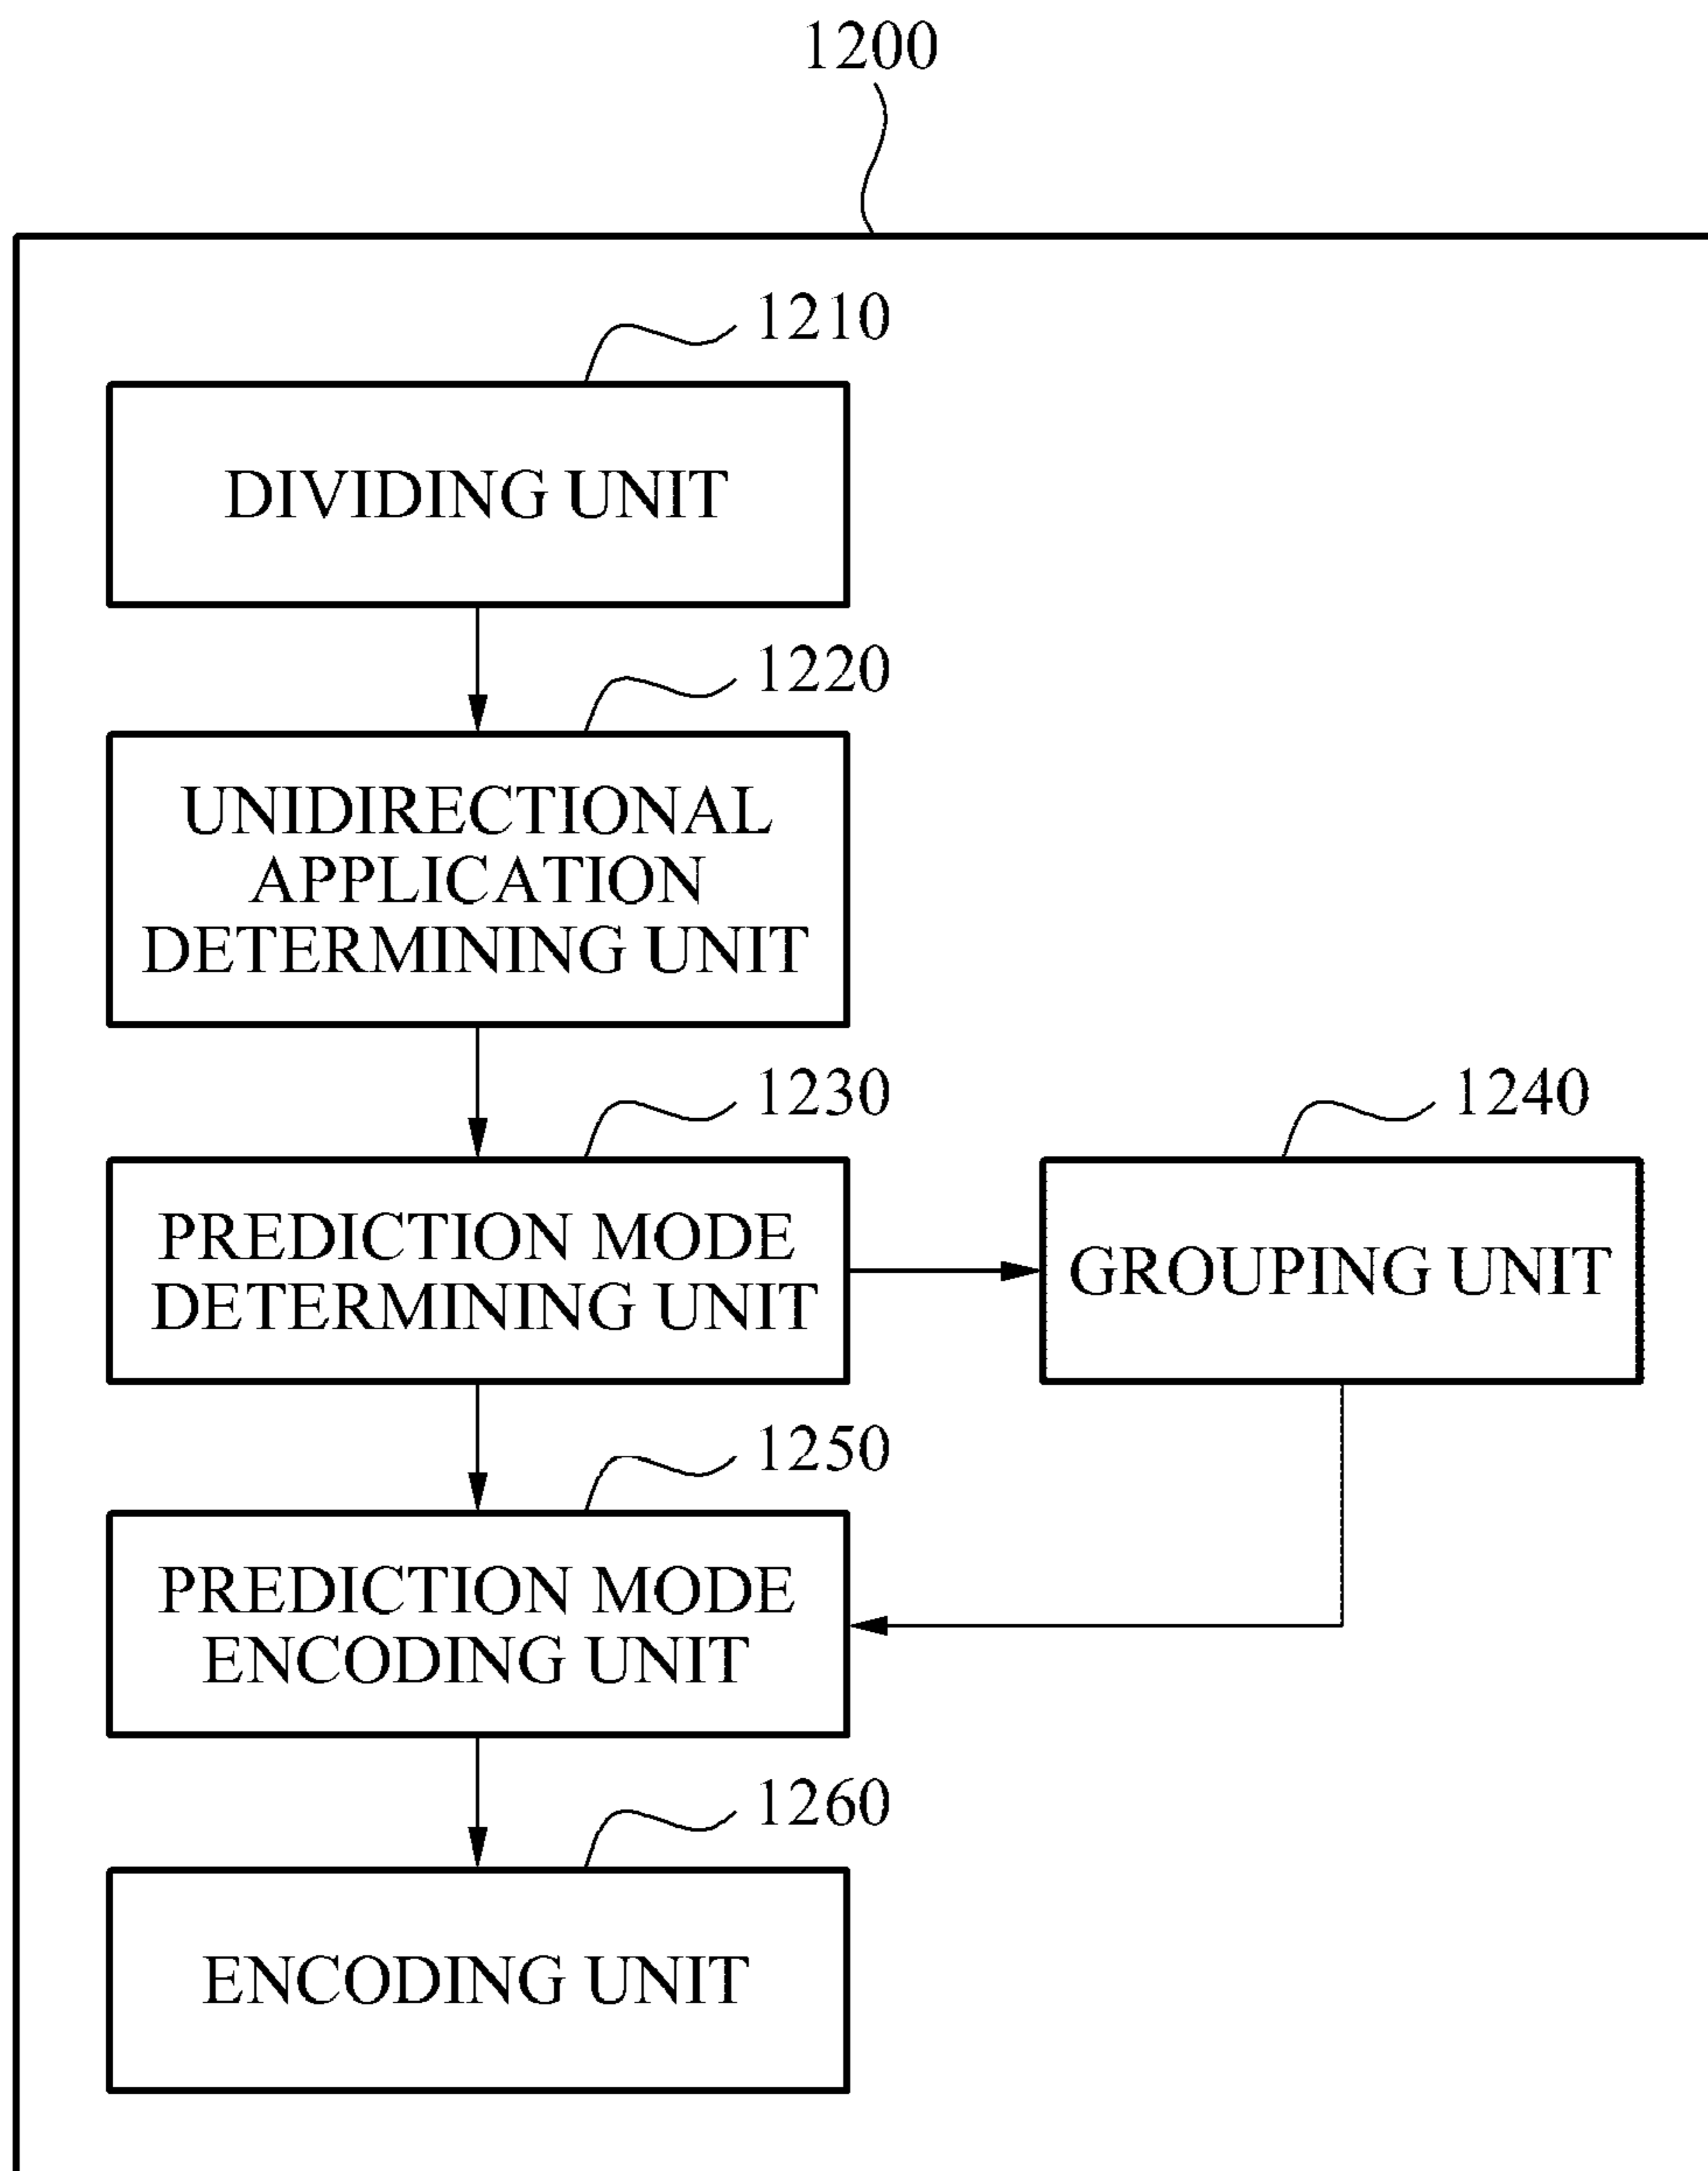 1200
1210
DIVIDING UNIT
1220
UNIDIRECTIONAL
APPLICATION
DETERMINING UNIT
1230
PREDICTION MODE
DETERMINING UNIT
1240
GROUPING UNIT
1250
PREDICTION MODE
ENCODING UNIT
1260
ENCODING UNIT